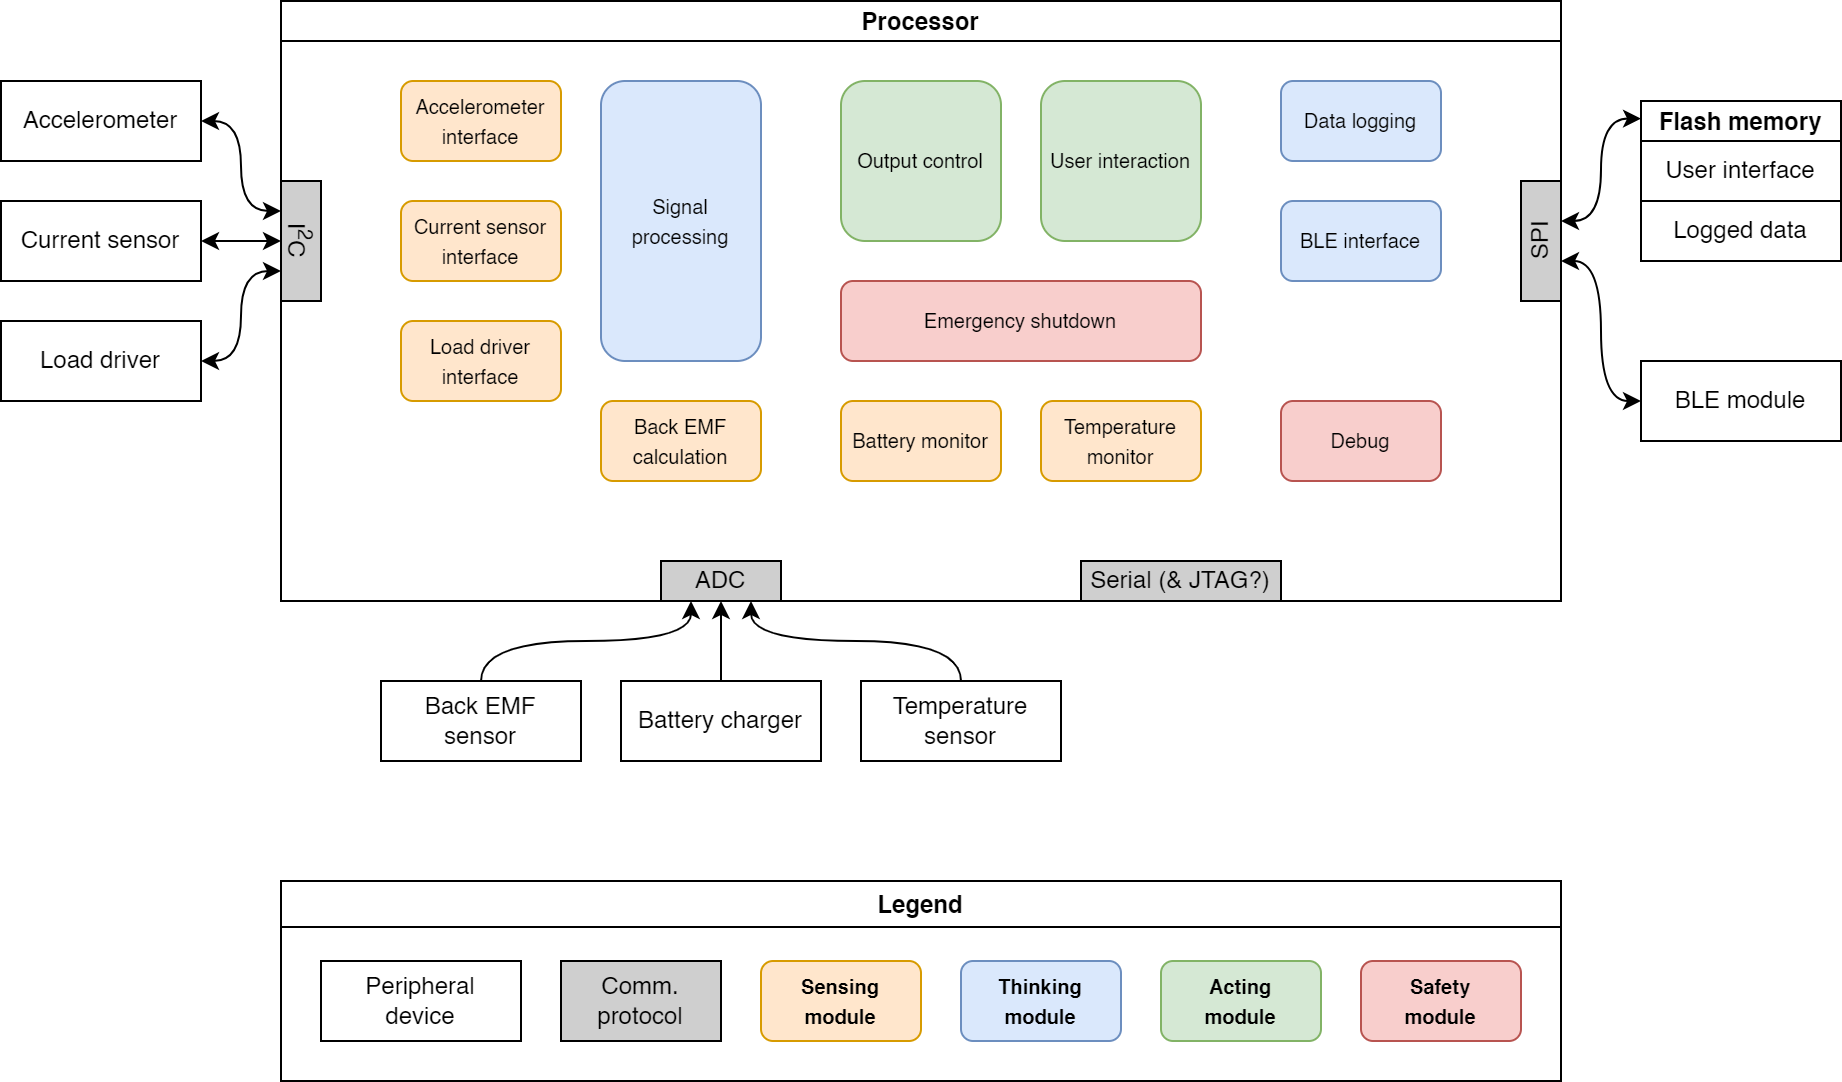 Processor
Accelerometer
Current sensor
Load driver
I²C
Accelerometer
interface
Current sensor
interface
Load driver
interface
Signal
processing
Back EMF
calculation
Output control
User interaction
Emergency shutdown
Battery monitor
Temperature
monitor
Data logging
BLE interface
Debug
SPI
Flash memory
User interface
Logged data
BLE module
ADC
Serial (& JTAG?)
Back EMF
sensor
Battery charger
Temperature
sensor
Legend
Peripheral
device
Comm.
protocol
Sensing
module
Thinking
module
Acting
module
Safety
module